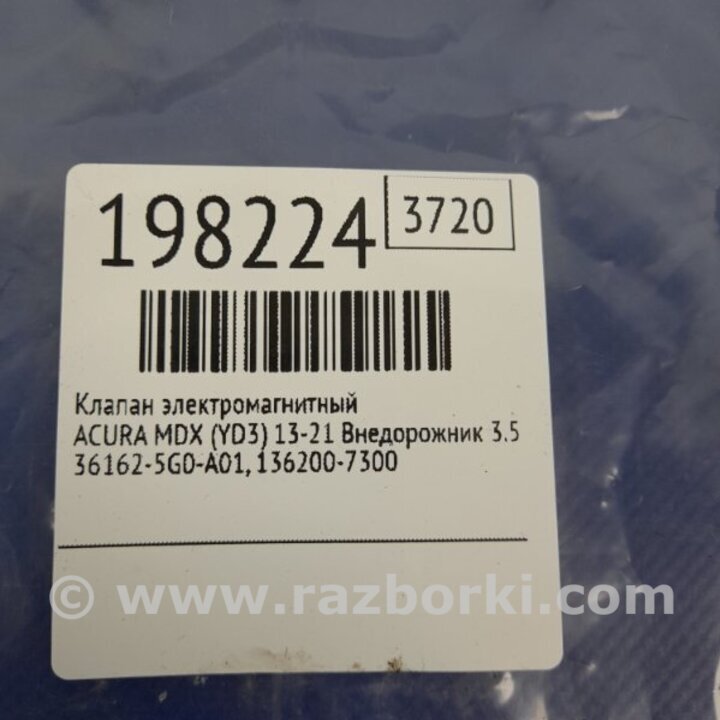 198224
3720
Клапан электромагнитный
ACURA MDX (YD3) 13-21 Внедорожник 3.5
36162-5G0-A01, 136200-7300
© www.razborki.com